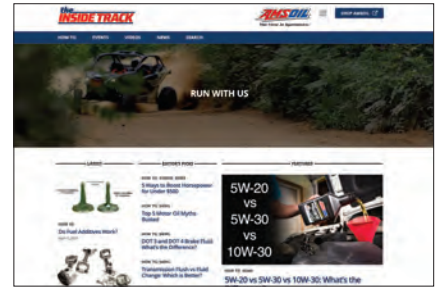 the
INSIDE TRACK
AMSOIL
SHOP AMSOIL
HOW TO
EVENTS
VIDEOS
NEWS
SEARCH
RUN WITH US
LATEST
EDITOR'S PICKS
FEATURED
HOW TO
Do Fuel Additives Work?
5 Ways to Boost Horsepower
for Under $500
Top 5 Motor Oil Myths
Busted
DOT 3 and DOT 4 Brake Fluid:
What's the Difference?
Transmission Flush vs Fluid
Change: Which is Better?
5W-20
VS
5W-30
VS
10W-30
5W-20 vs 5W-30 vs 10W-30: What's the